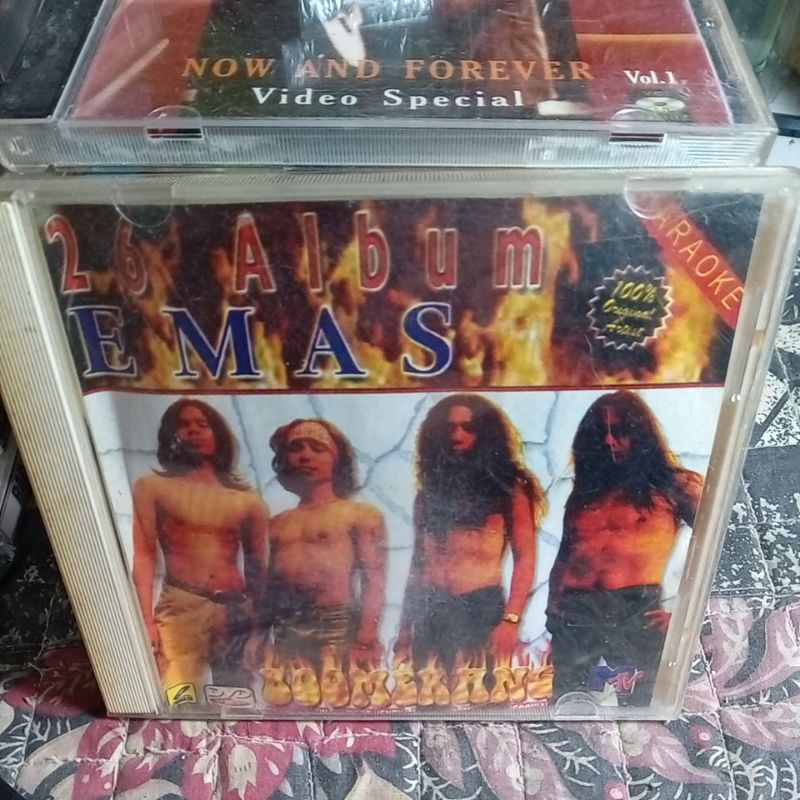 NOW AND FOREVER Vol.1
Video Special
26 Album
EMAS
KARAOKE
100%
Original
Artist
BOOMERANG